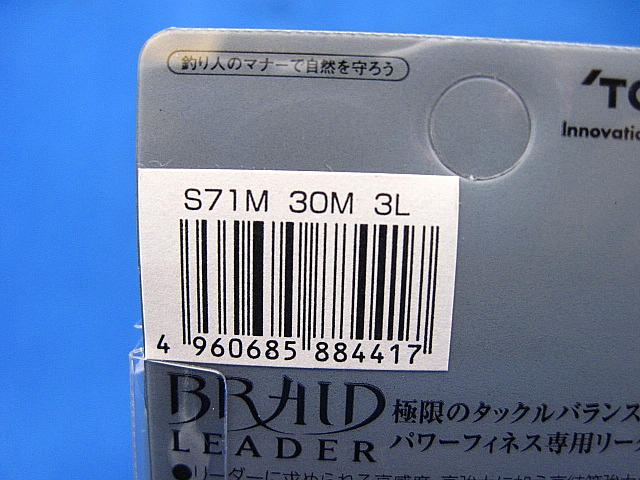 釣り人のマナーで自然を守ろう
S71M 30M 3L
4 960685 884417
BRAID
LEADER
極限のタックルバランス
パワーフィネス専用リー